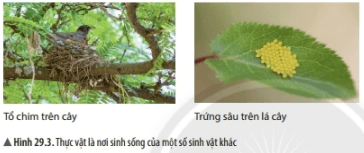 Tổ chim trên cây
Trứng sâu trên lá cây
▲ Hình 29.3. Thực vật là nơi sinh sống của một số sinh vật khác